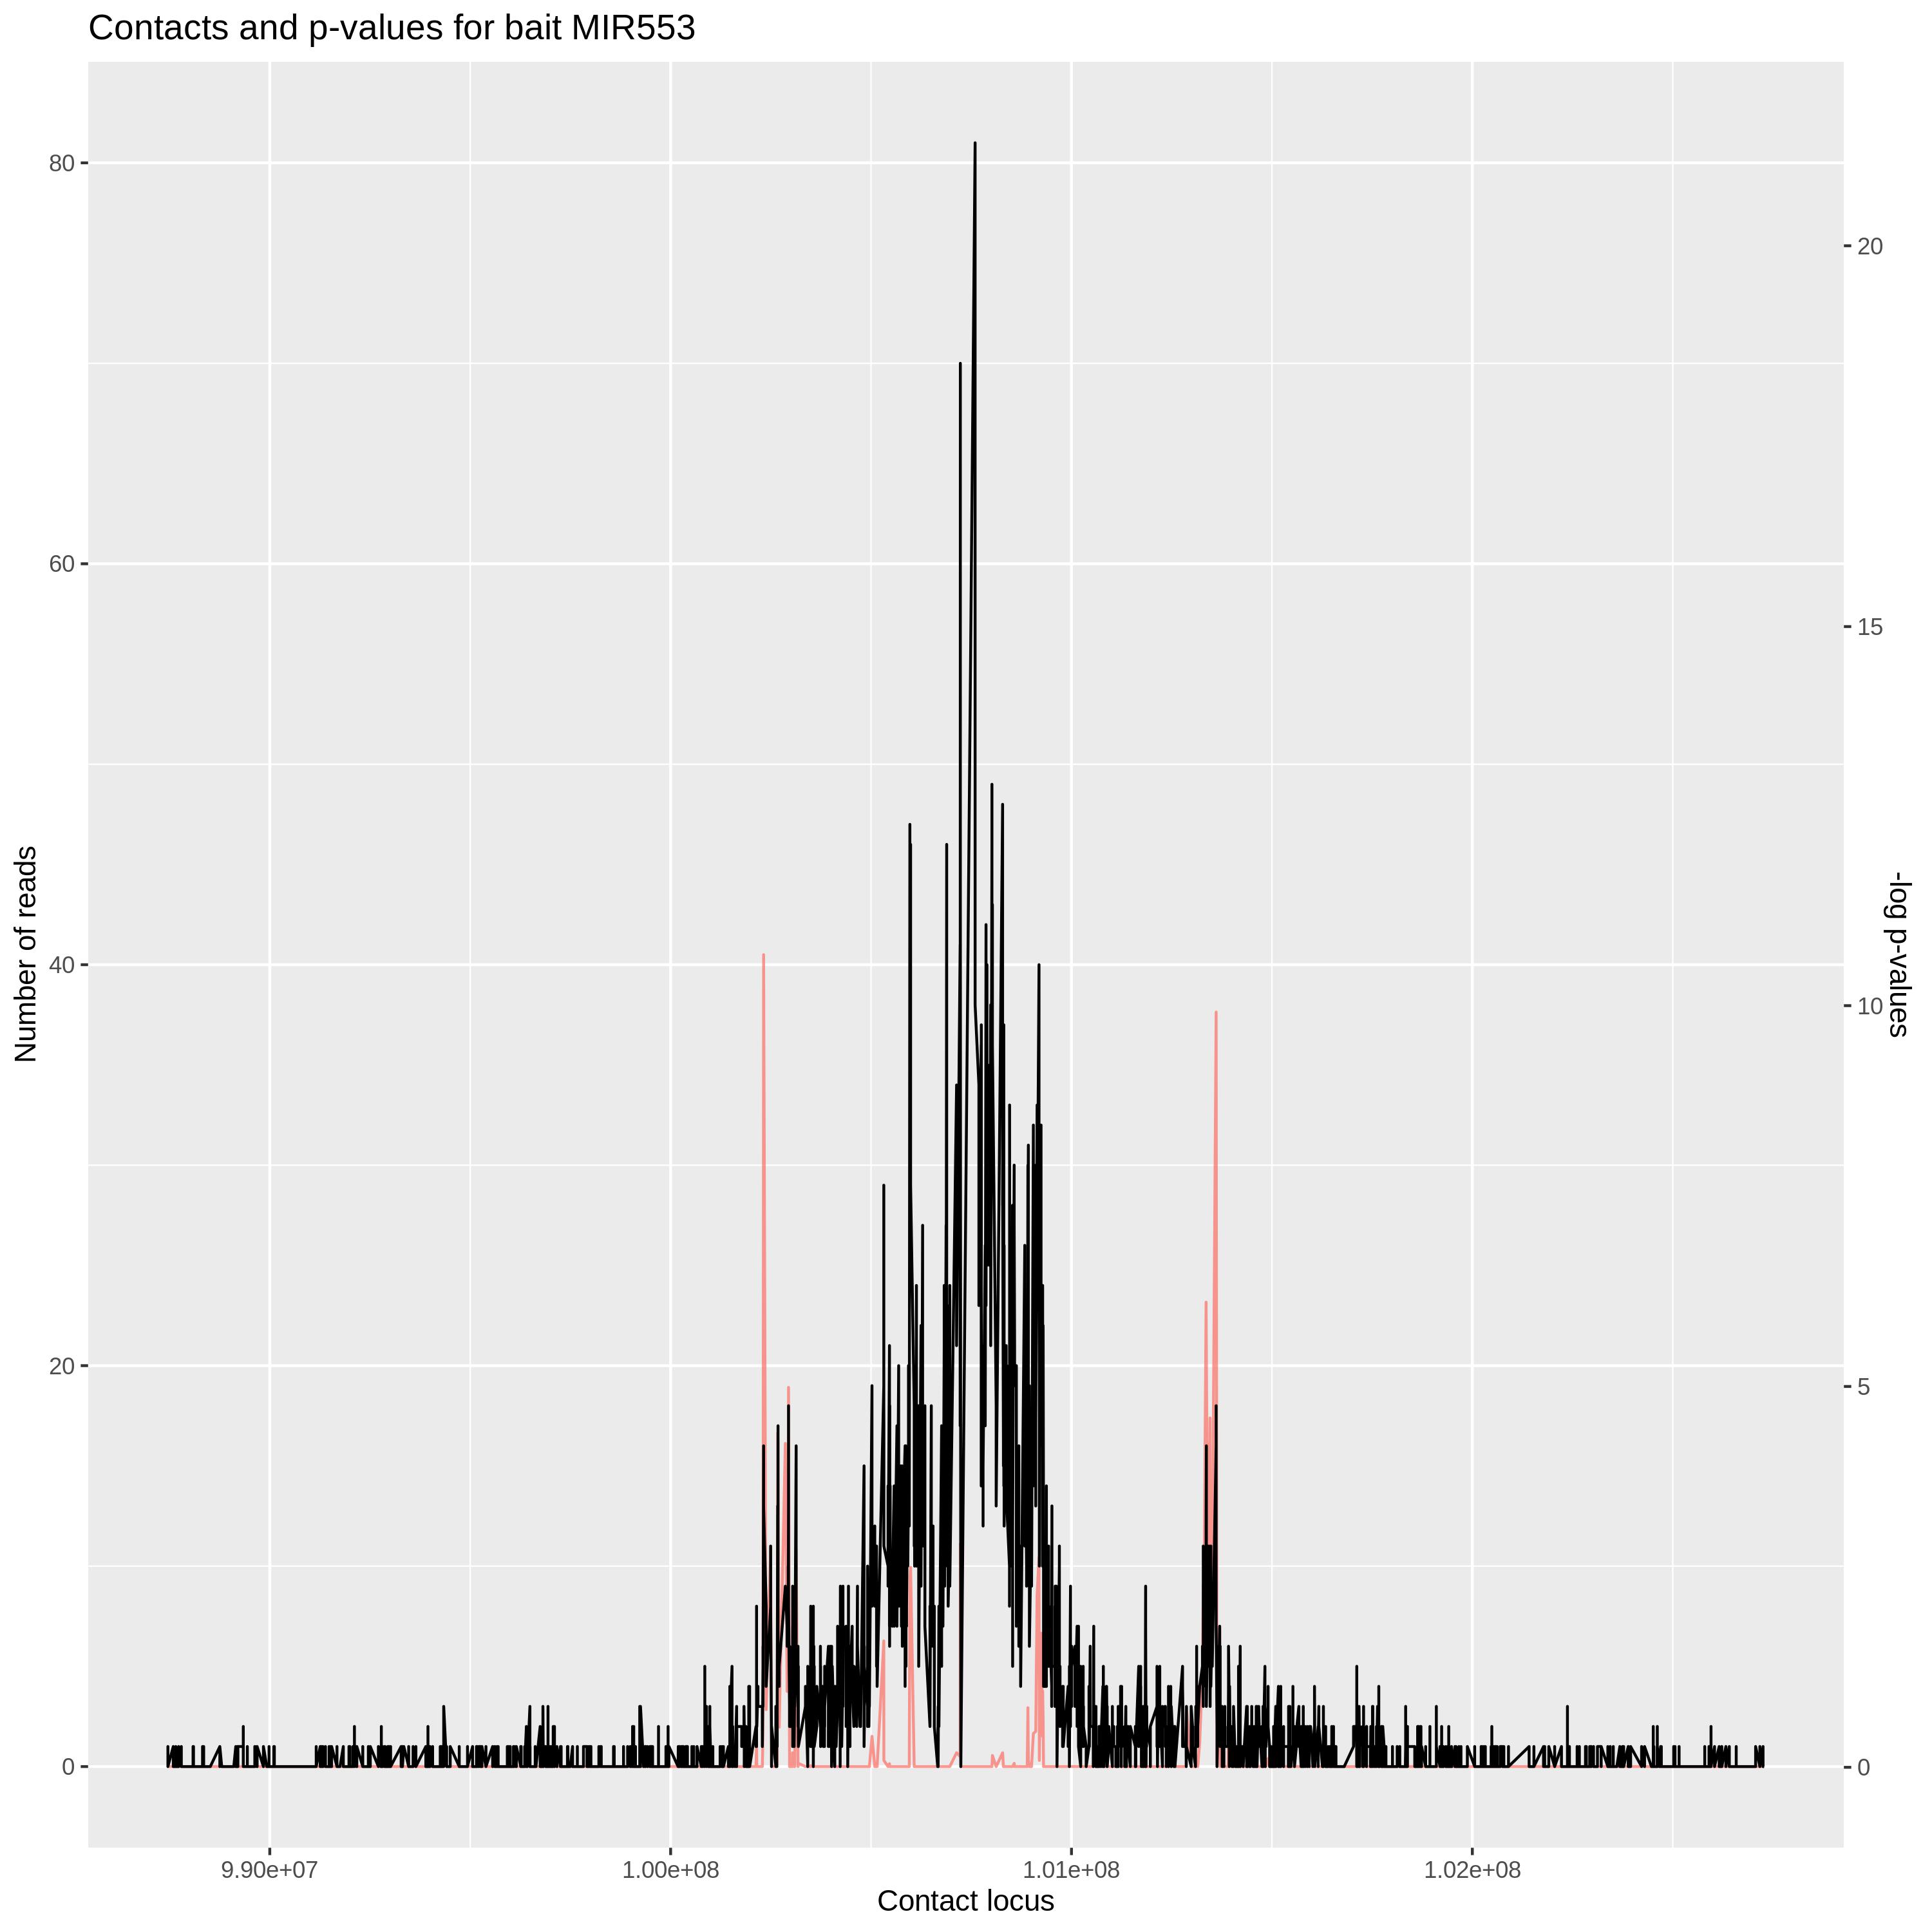 Contacts and p-values for bait MIR553
80
60
40
20
0
Number of reads
20
15
10
5
0
-log p-values
9.90e+07
1.00e+08
1.01e+08
1.02e+08
Contact locus